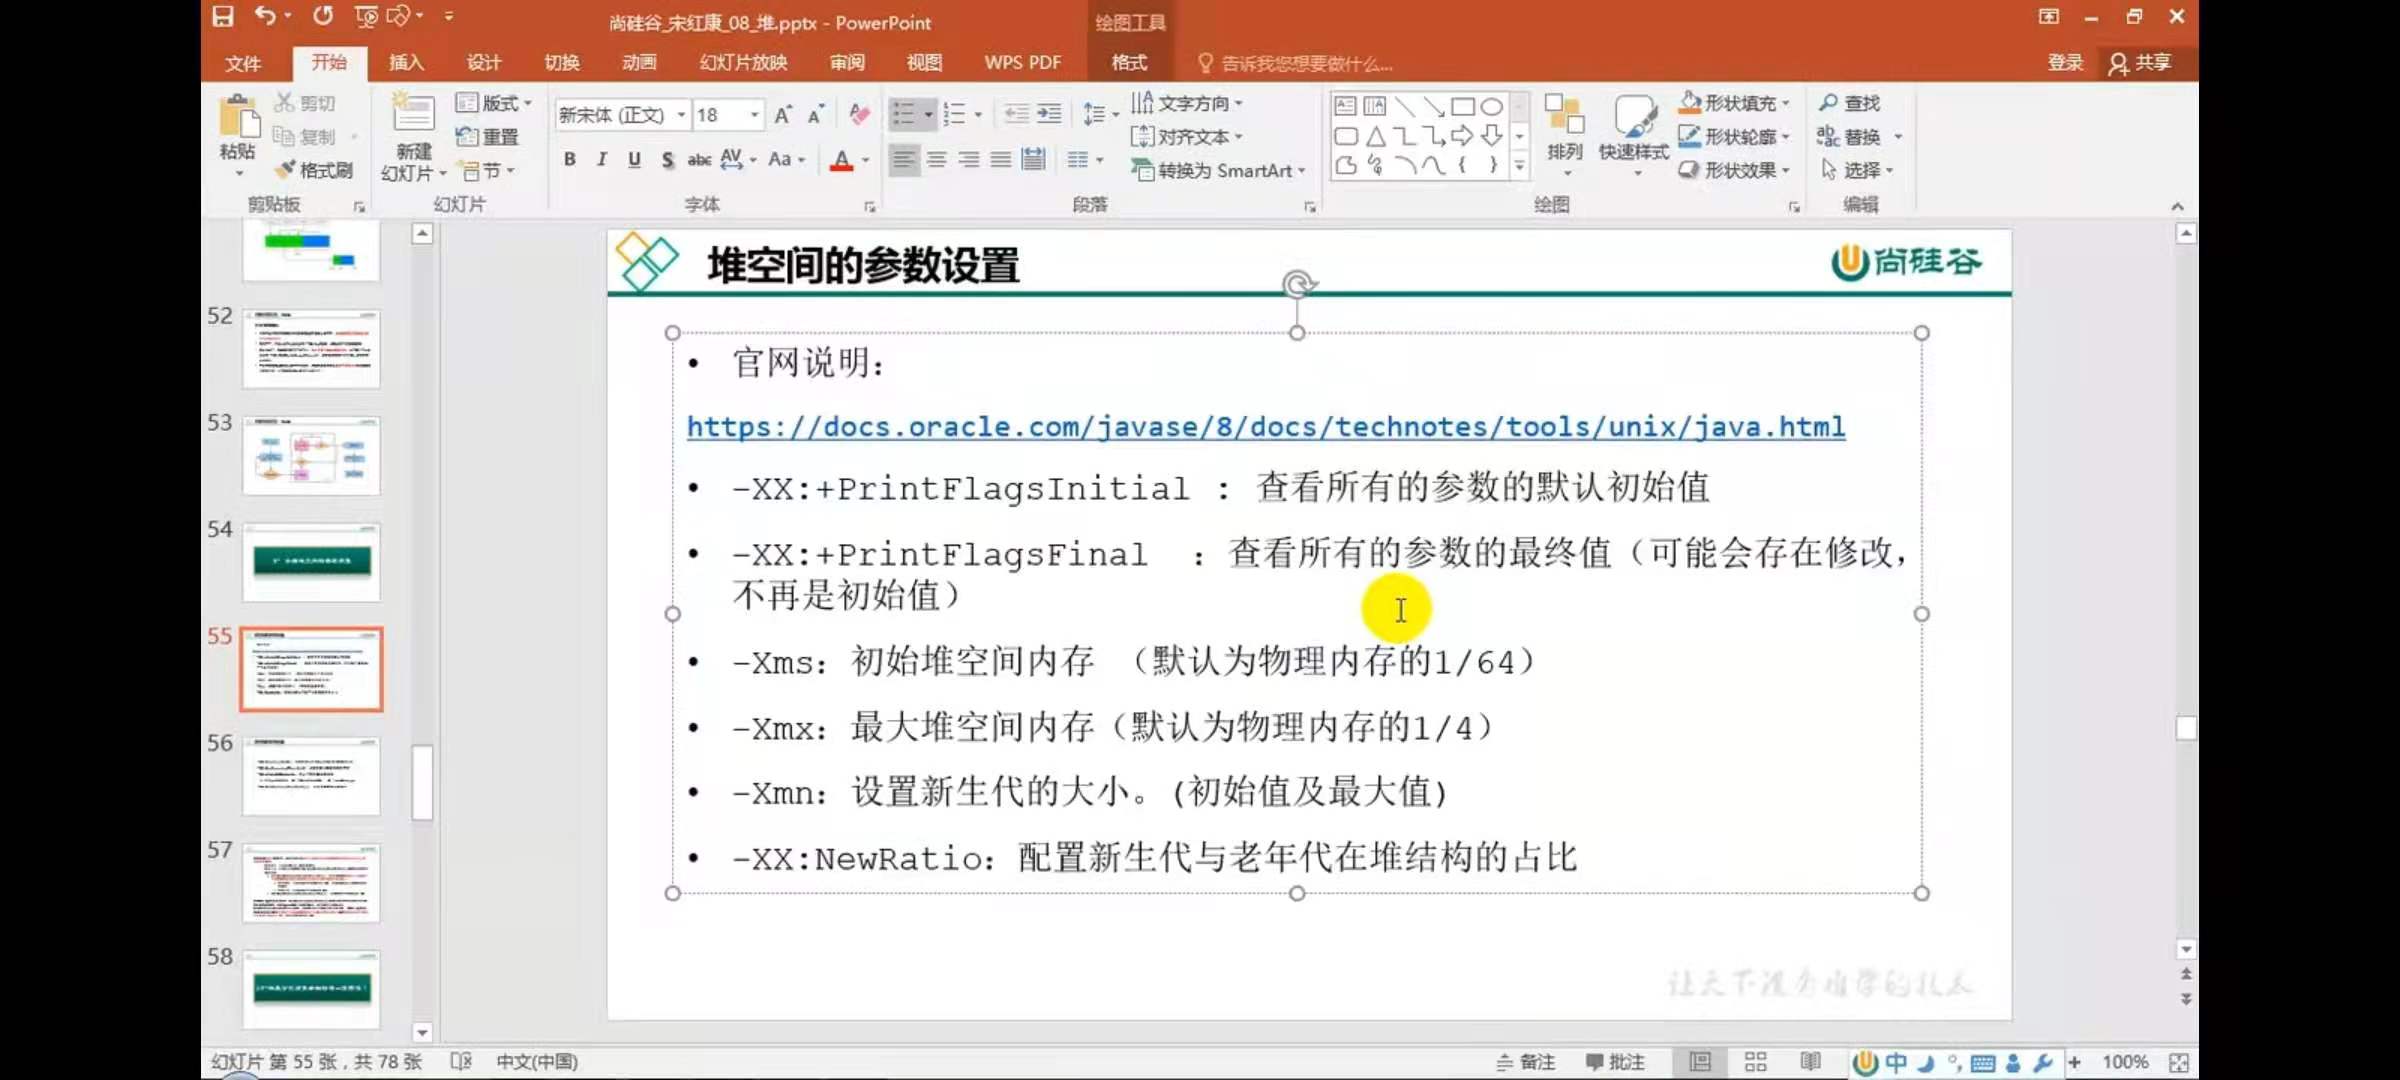 尚硅谷_宋红康_08_堆.pptx - PowerPoint
绘图工具
文件 开始 插入 设计 切换 动画 幻灯片放映 审阅 视图 WPS PDF 格式 告诉我您想要做什么... 登录 共享
粘贴 剪切 复制 格式刷
新建幻灯片 版式 重置 节
新宋体 (正文) 18
B I U S abc AV Aa A
文字方向
对齐文本
转换为 SmartArt
排列 快速样式
形状填充
形状轮廓
形状效果
查找
替换
选择
剪贴板 幻灯片 字体 段落 绘图 编辑
52
53
54
55
56
57
58
堆空间的参数设置
尚硅谷
• 官网说明：
https://docs.oracle.com/javase/8/docs/technotes/tools/unix/java.html
• -XX:+PrintFlagsInitial : 查看所有的参数的默认初始值
• -XX:+PrintFlagsFinal ：查看所有的参数的最终值（可能会存在修改，
不再是初始值）
• -Xms：初始堆空间内存 （默认为物理内存的1/64）
• -Xmx：最大堆空间内存（默认为物理内存的1/4）
• -Xmn：设置新生代的大小。(初始值及最大值)
• -XX:NewRatio：配置新生代与老年代在堆结构的占比
幻灯片 第 55 张，共 78 张 中文(中国) 备注 批注 中 100%